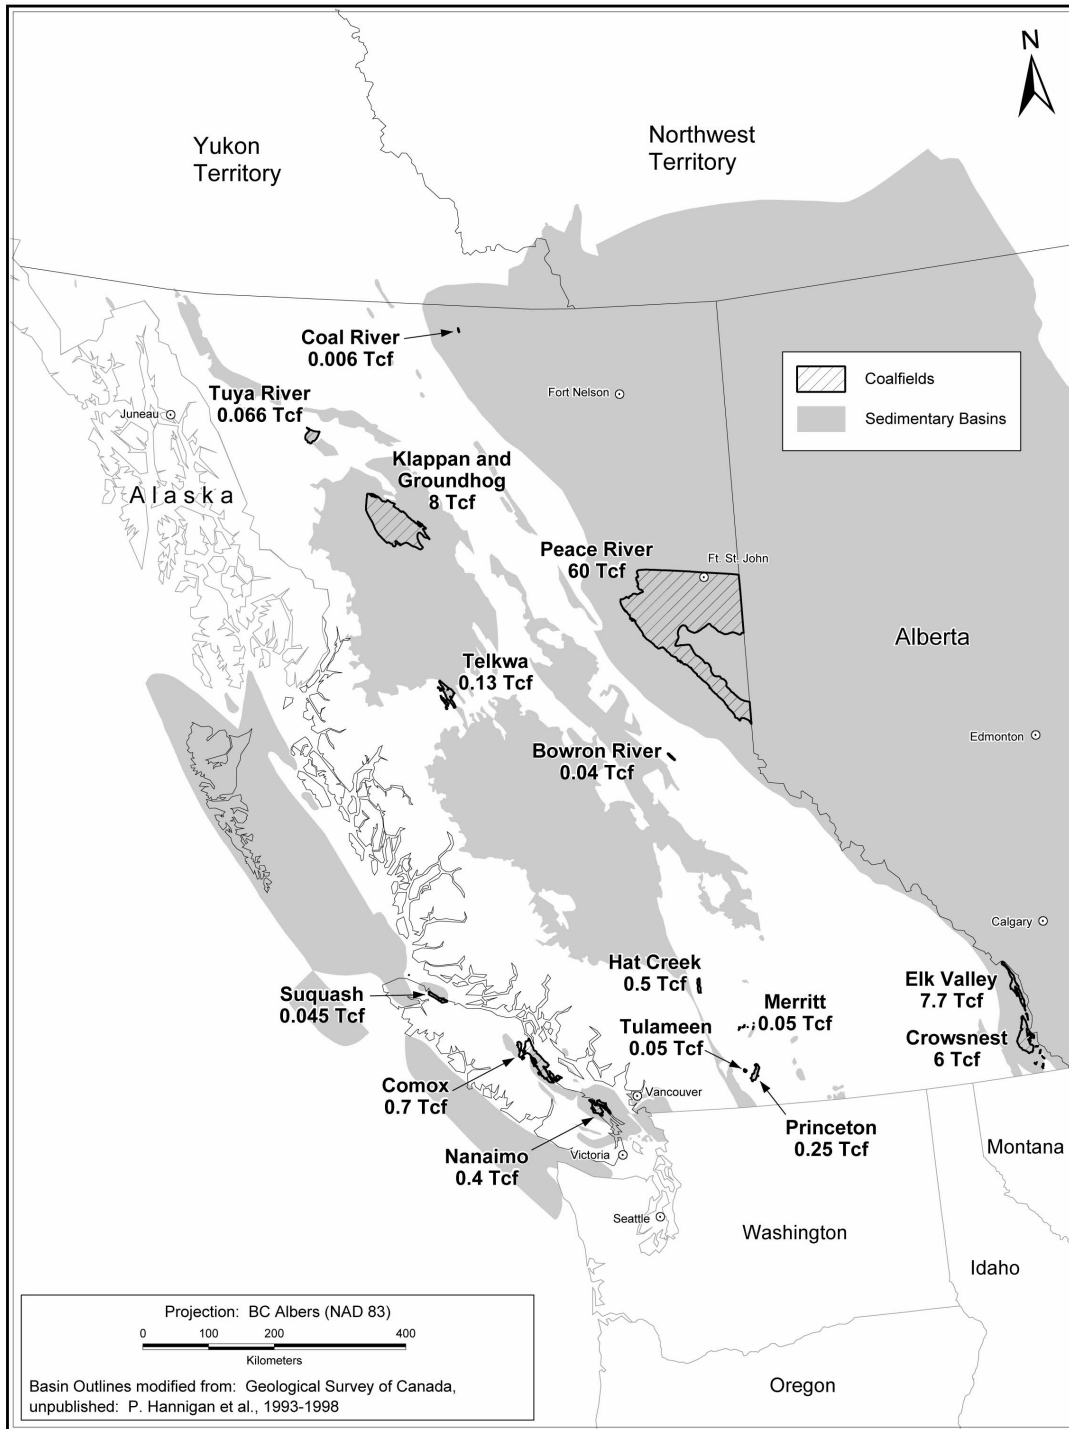 N
Yukon
Territory
Northwest
Territory
Coal River
0.006 Tcf
Coalfields
Sedimentary Basins
Fort Nelson
Tuya River
0.066 Tcf
Juneau
Klappan and
Groundhog
8 Tcf
Alaska
Peace River
60 Tcf
Ft. St. John
Alberta
Telkwa
0.13 Tcf
Edmonton
Bowron River
0.04 Tcf
Calgary
Hat Creek
0.5 Tcf
Elk Valley
7.7 Tcf
Suquash
0.045 Tcf
Merritt
0.05 Tcf
Tulameen
0.05 Tcf
Crowsnest
6 Tcf
Comox
0.7 Tcf
Vancouver
Princeton
0.25 Tcf
Nanaimo
0.4 Tcf
Victoria
Montana
Seattle
Washington
Idaho
Oregon
Projection: BC Albers (NAD 83)
0 100 200 400
Kilometers
Basin Outlines modified from: Geological Survey of Canada,
unpublished: P. Hannigan et al., 1993-1998